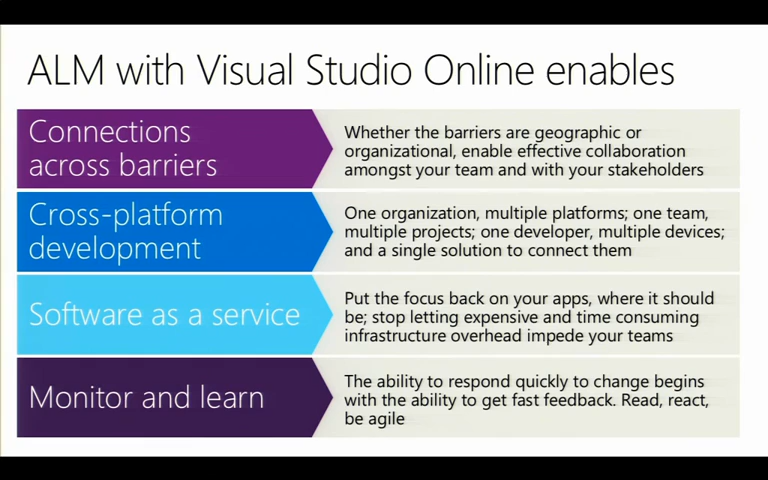 ALM with Visual Studio Online enables
Connections
across barriers
Whether the barriers are geographic or
organizational, enable effective collaboration
amongst your team and with your stakeholders
Cross-platform
development
One organization, multiple platforms; one team,
multiple projects; one developer, multiple devices;
and a single solution to connect them
Software as a service
Put the focus back on your apps, where it should
be; stop letting expensive and time consuming
infrastructure overhead impede your teams
Monitor and learn
The ability to respond quickly to change begins
with the ability to get fast feedback. Read, react,
be agile